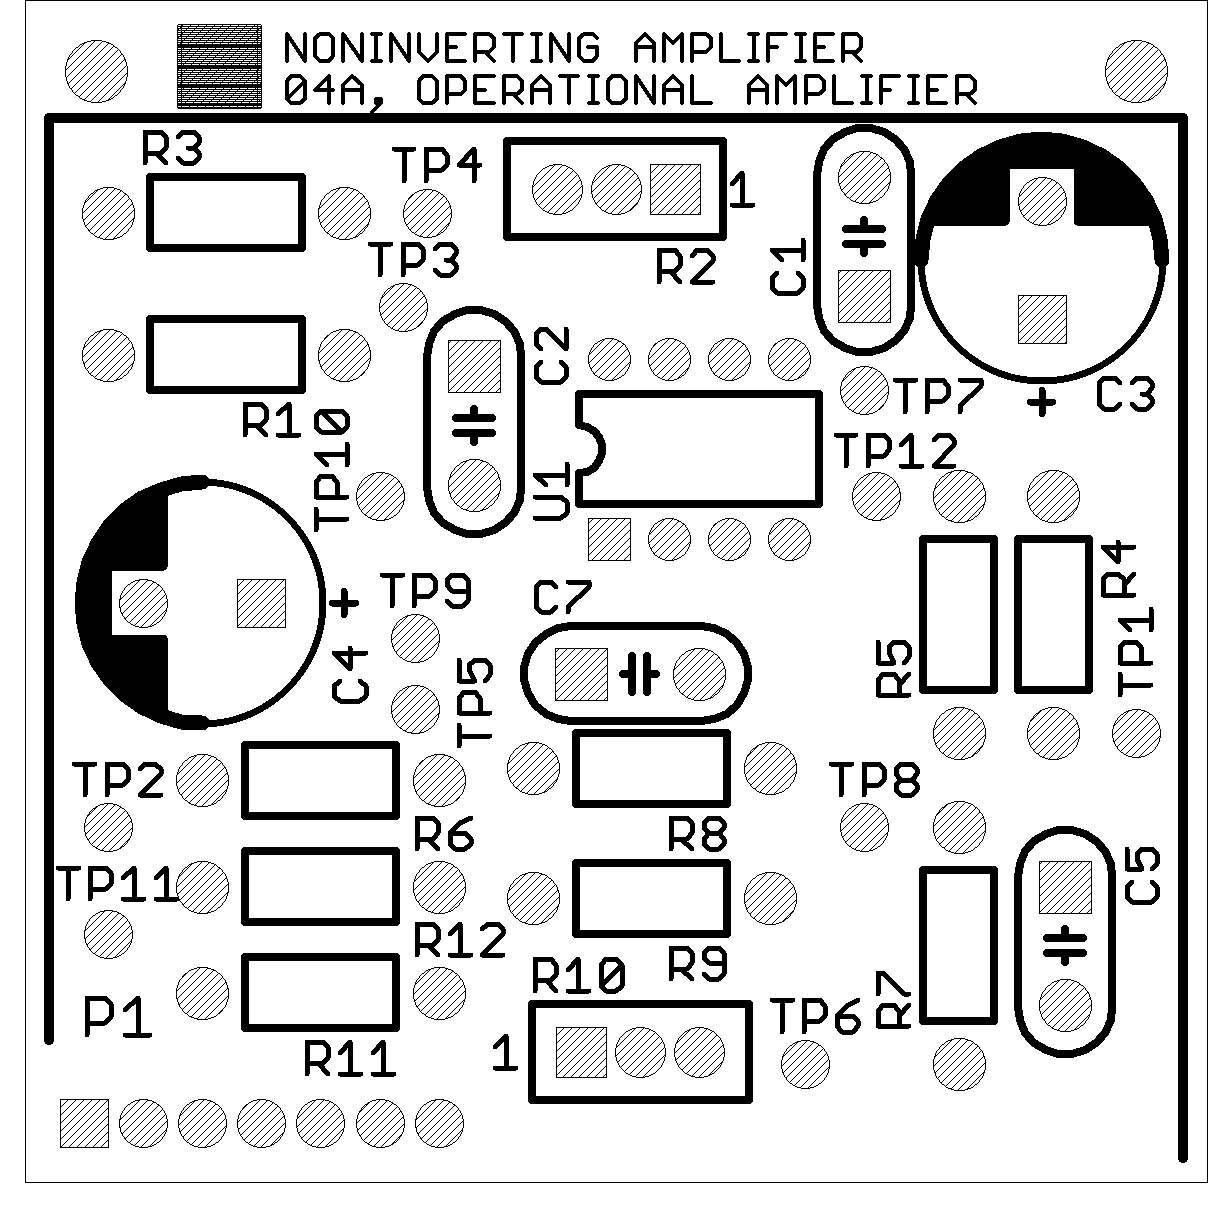 NONINVERTING AMPLIFIER
04A, OPERATIONAL AMPLIFIER
R3
TP4
1
R2
C1
TP3
C2
R1
TP10
U1
TP7
+
C3
TP12
TP9
+
C4
TP5
C7
R4
R5
TP1
TP2
R6
R8
TP8
TP11
R12
C5
R9
R10
R7
P1
R11
1
TP6